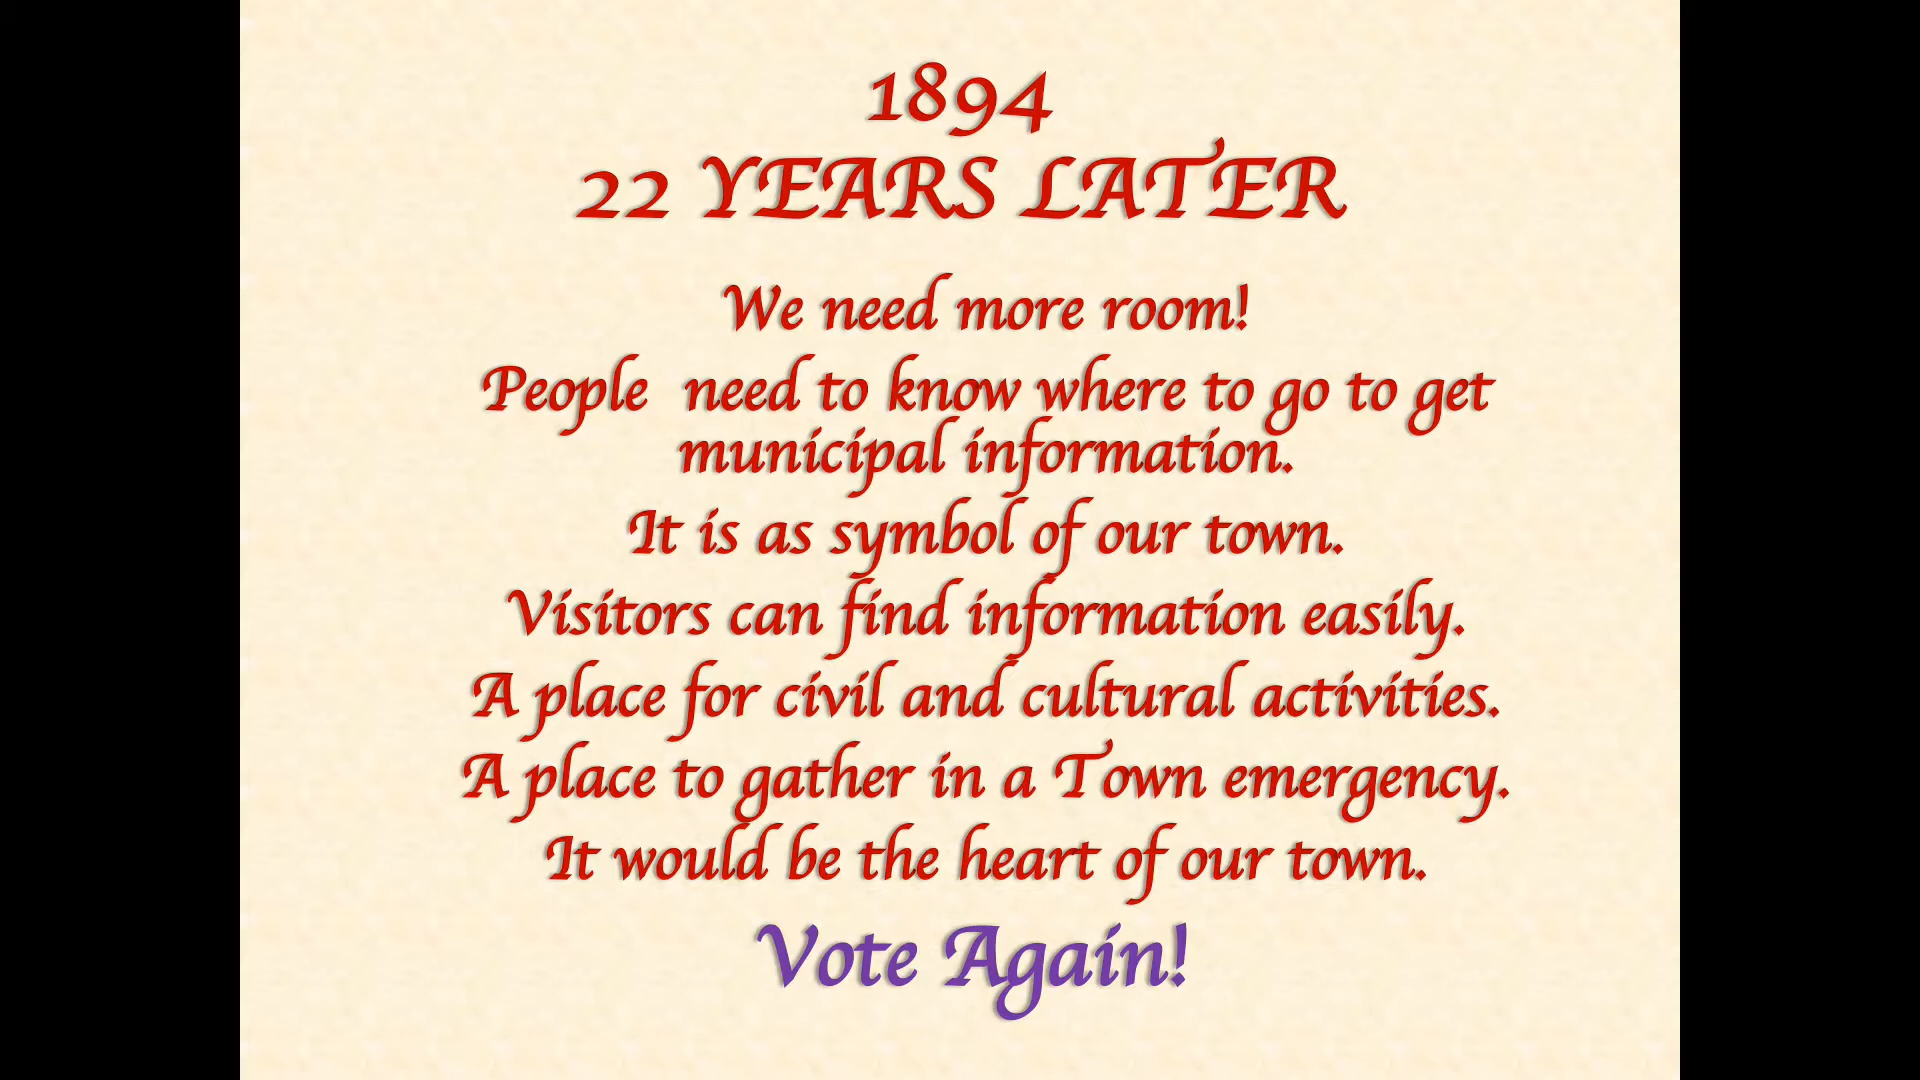 1894
22 YEARS LATER
We need more room!
People  need to know where to go to get
municipal information.
It is as symbol of our town.
Visitors can find information easily.
A place for civil and cultural activities.
A place to gather in a Town emergency.
It would be the heart of our town.
Vote Again!